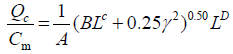 Q_c/C_m = 1/A (BL^c + 0.25γ^2)^0.50 L^D